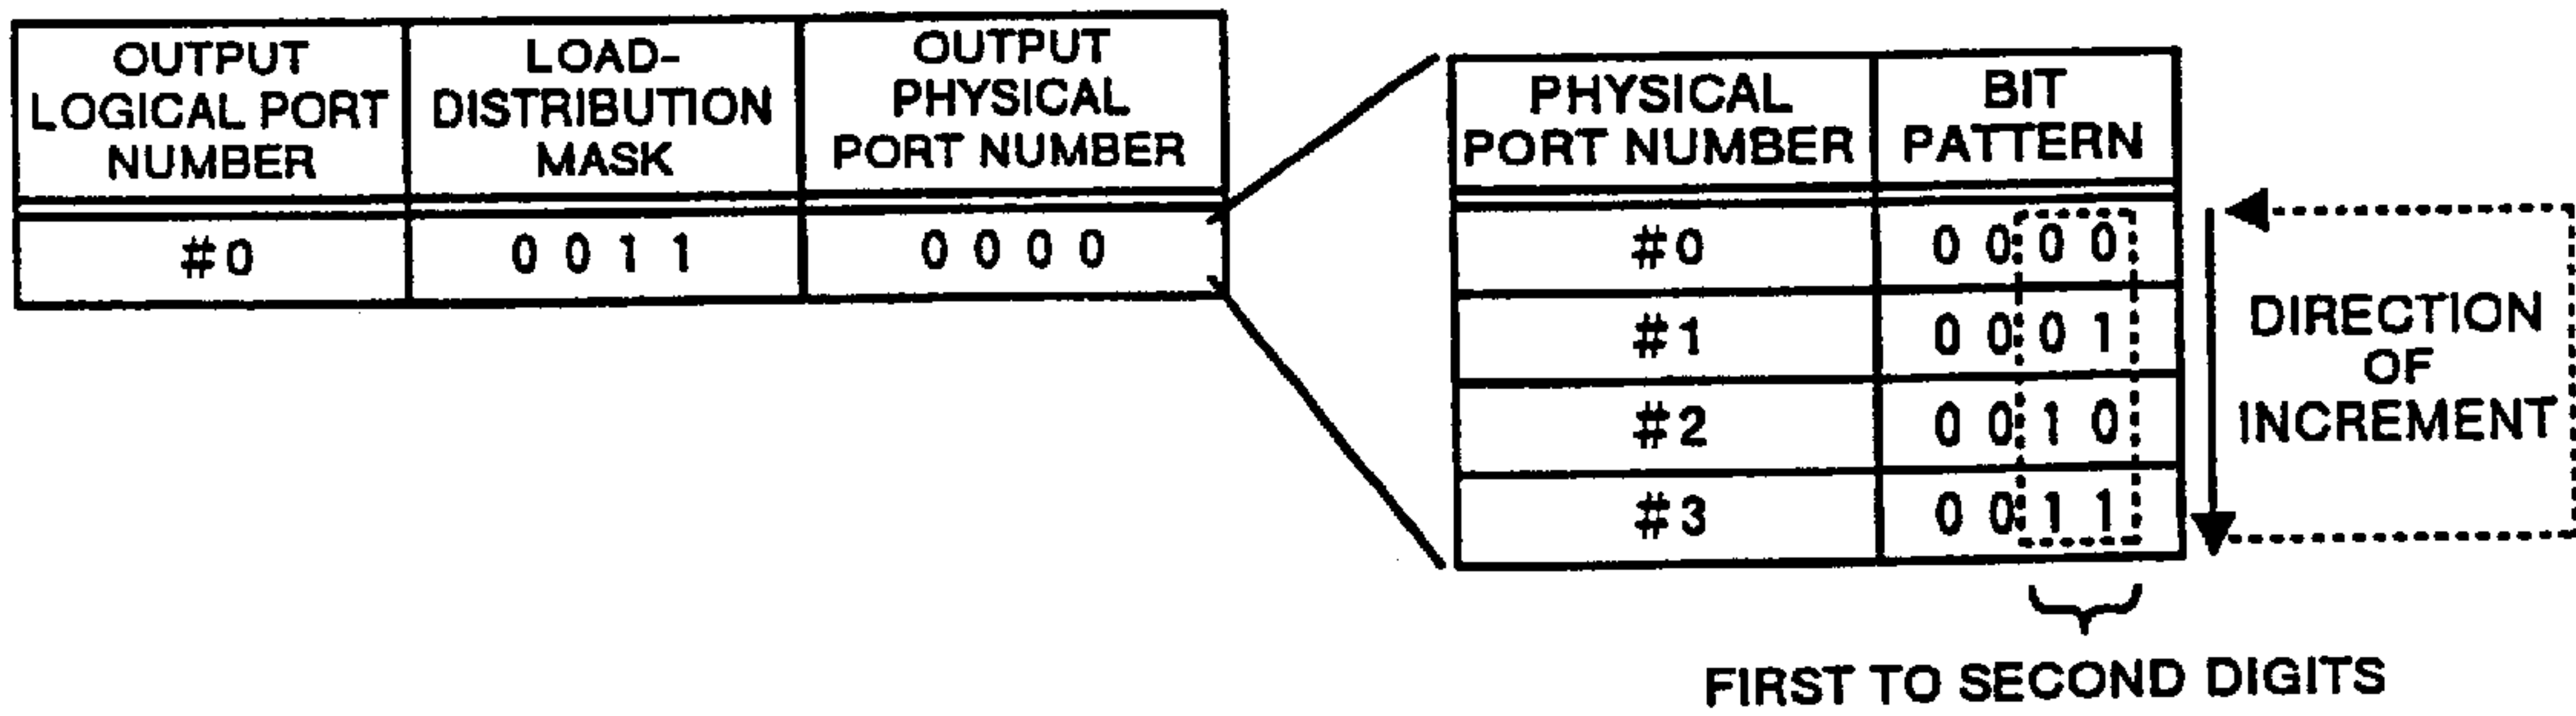 OUTPUT
LOGICAL PORT
NUMBER
LOAD-
DISTRIBUTION
MASK
OUTPUT
PHYSICAL
PORT NUMBER
#0
0 0 1 1
0 0 0 0
PHYSICAL
PORT NUMBER
BIT
PATTERN
#0
0 0 0 0
#1
0 0 0 1
#2
0 0 1 0
#3
0 0 1 1
DIRECTION
OF
INCREMENT
FIRST TO SECOND DIGITS